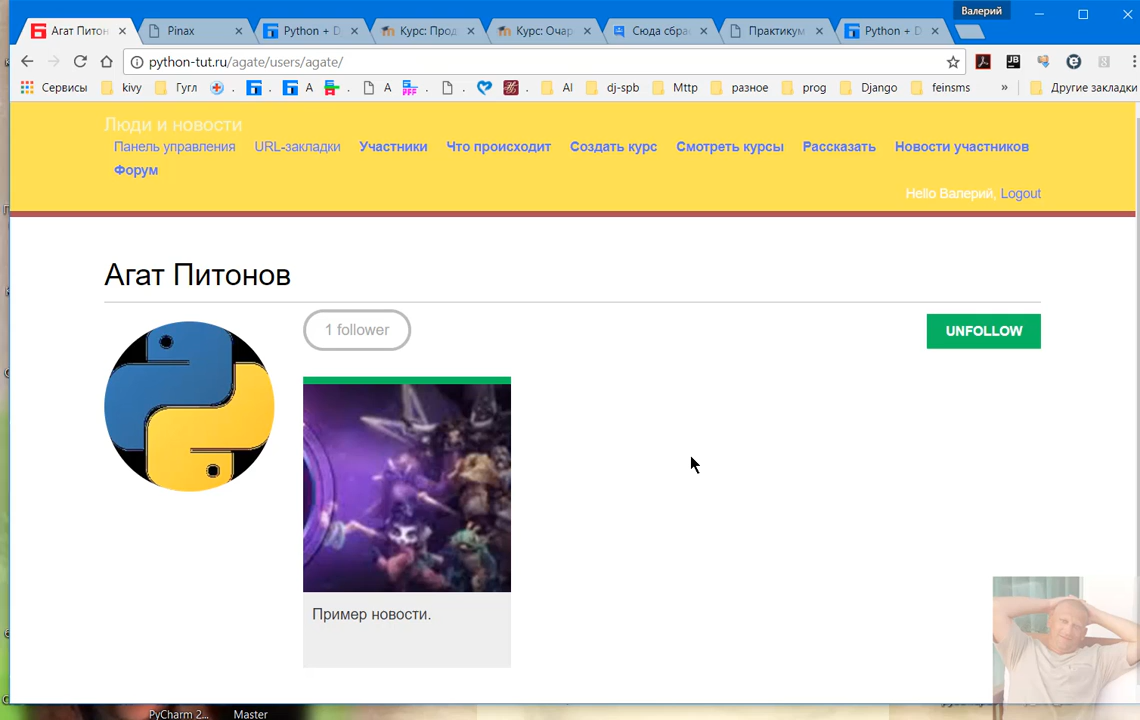 Валерий
Агат Питон
Pinax
Python + D
Курс: Прод
Курс: Очар
Сюда сбра
Практикум
Python + D
python-tut.ru/agate/users/agate/
Сервисы kivy Гугл A A AI dj-spb Mttp разное prog Django feinsms » Другие закладки
Люди и новости
Панель управления URL-закладки Участники Что происходит Создать курс Смотреть курсы Рассказать Новости участников
Форум
Hello Валерий, Logout
Агат Питонов
1 follower
UNFOLLOW
Пример новости.
PyCharm 2... Master